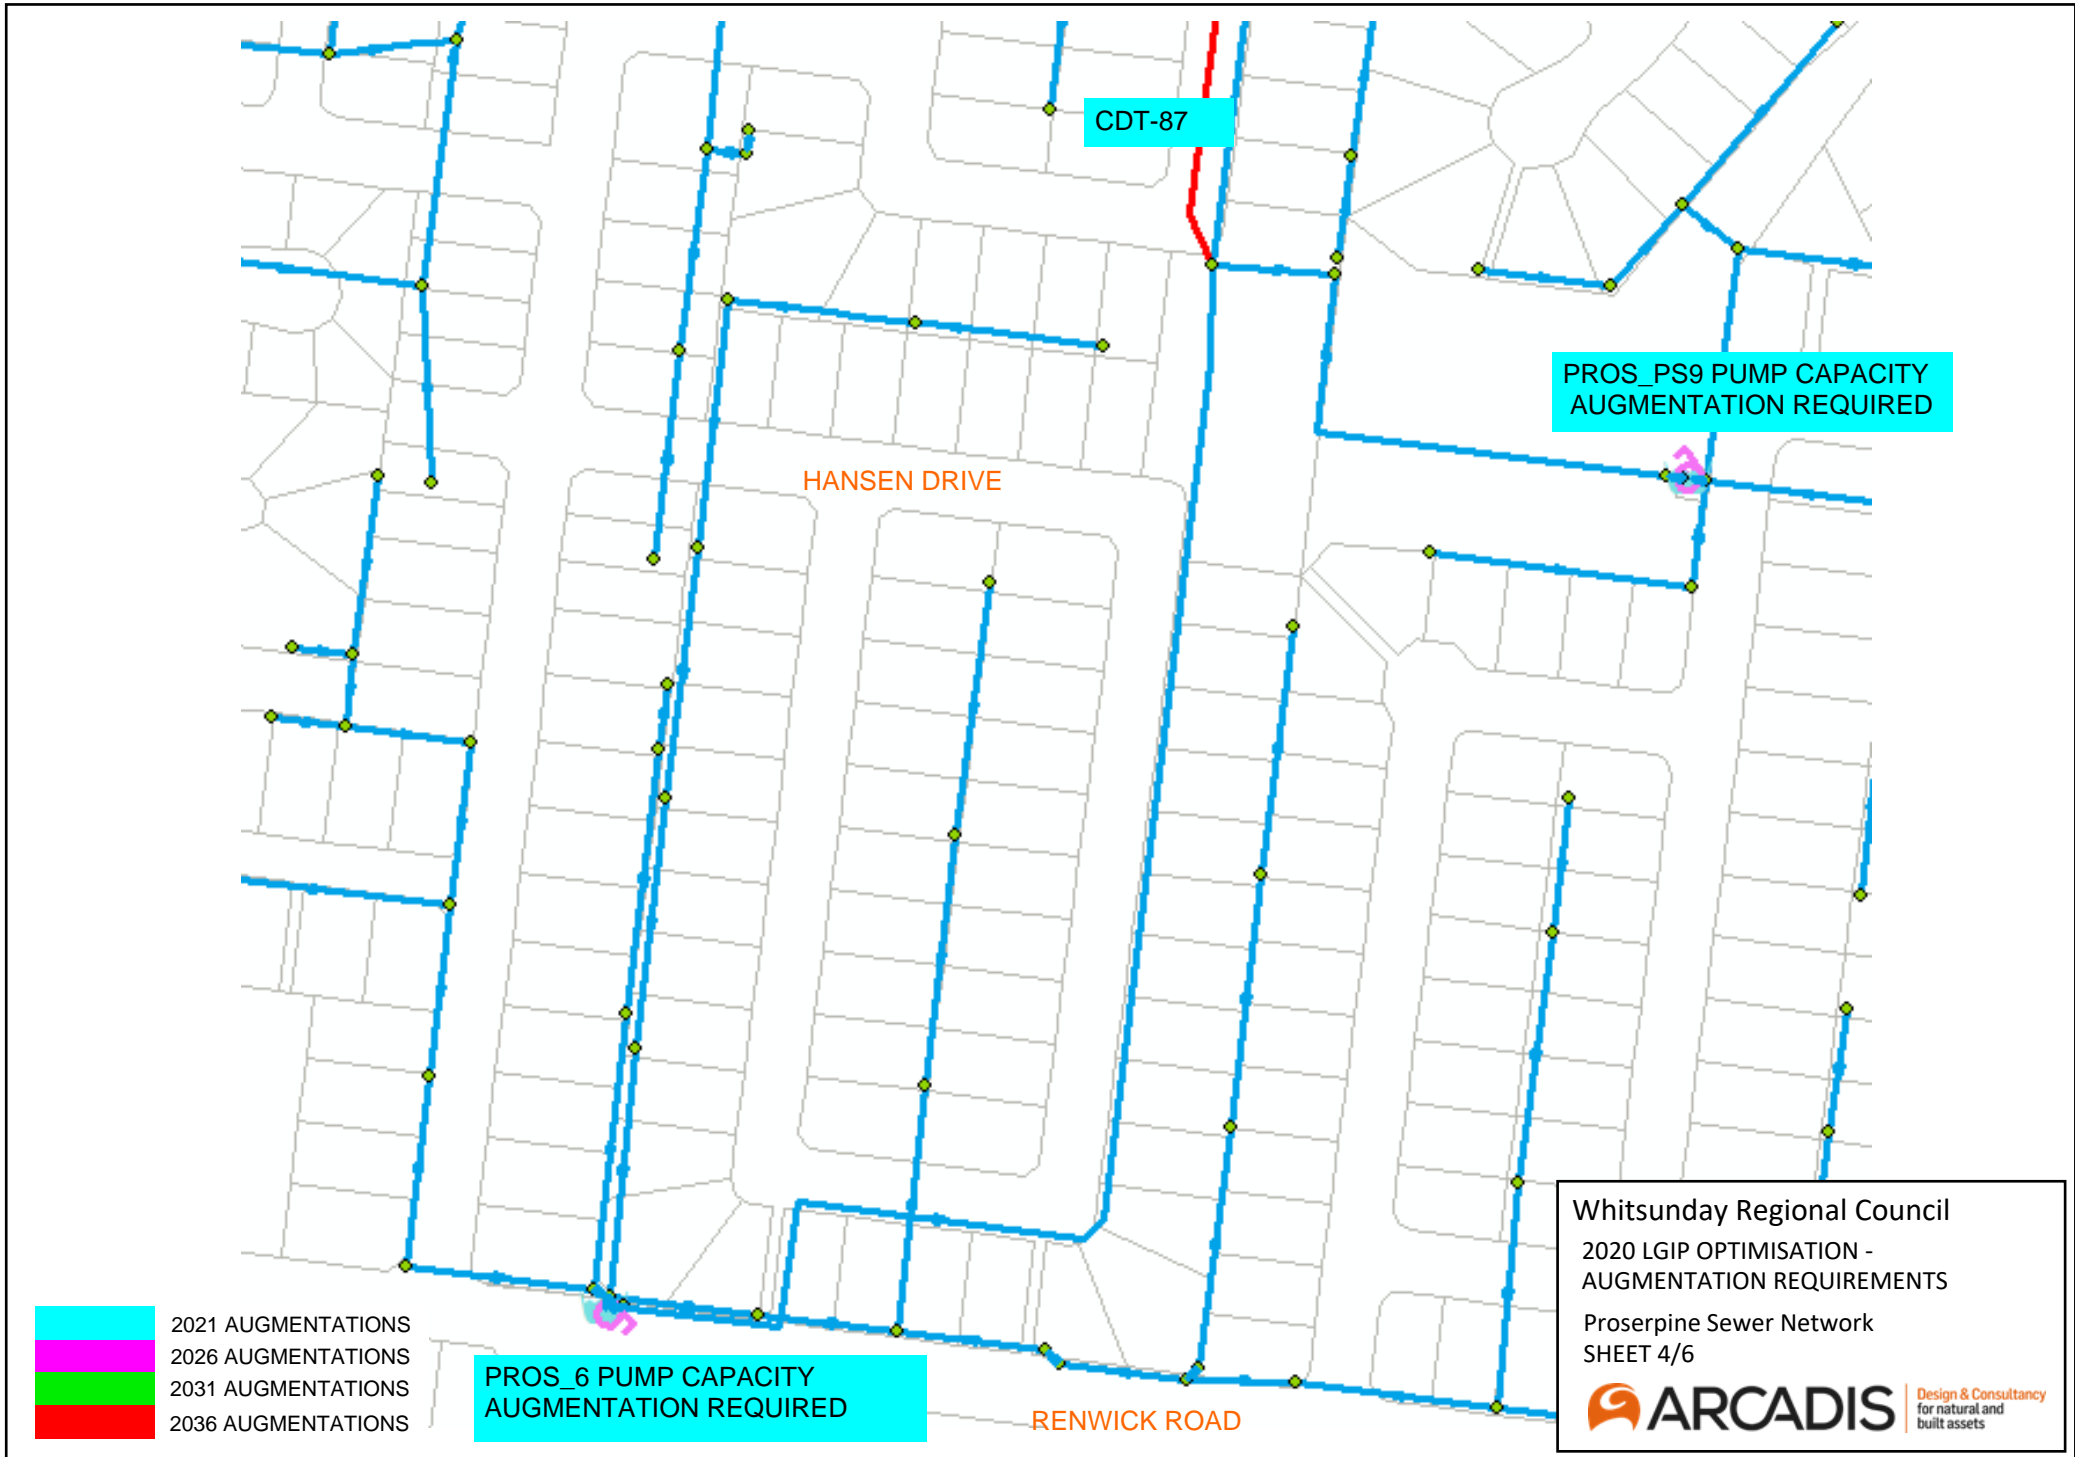 CDT-87
PROS_PS9 PUMP CAPACITY
AUGMENTATION REQUIRED
HANSEN DRIVE
2021 AUGMENTATIONS
2026 AUGMENTATIONS
2031 AUGMENTATIONS
2036 AUGMENTATIONS
PROS_6 PUMP CAPACITY
AUGMENTATION REQUIRED
RENWICK ROAD
Whitsunday Regional Council
2020 LGIP OPTIMISATION -
AUGMENTATION REQUIREMENTS
Proserpine Sewer Network
SHEET 4/6
ARCADIS
Design & Consultancy
for natural and
built assets